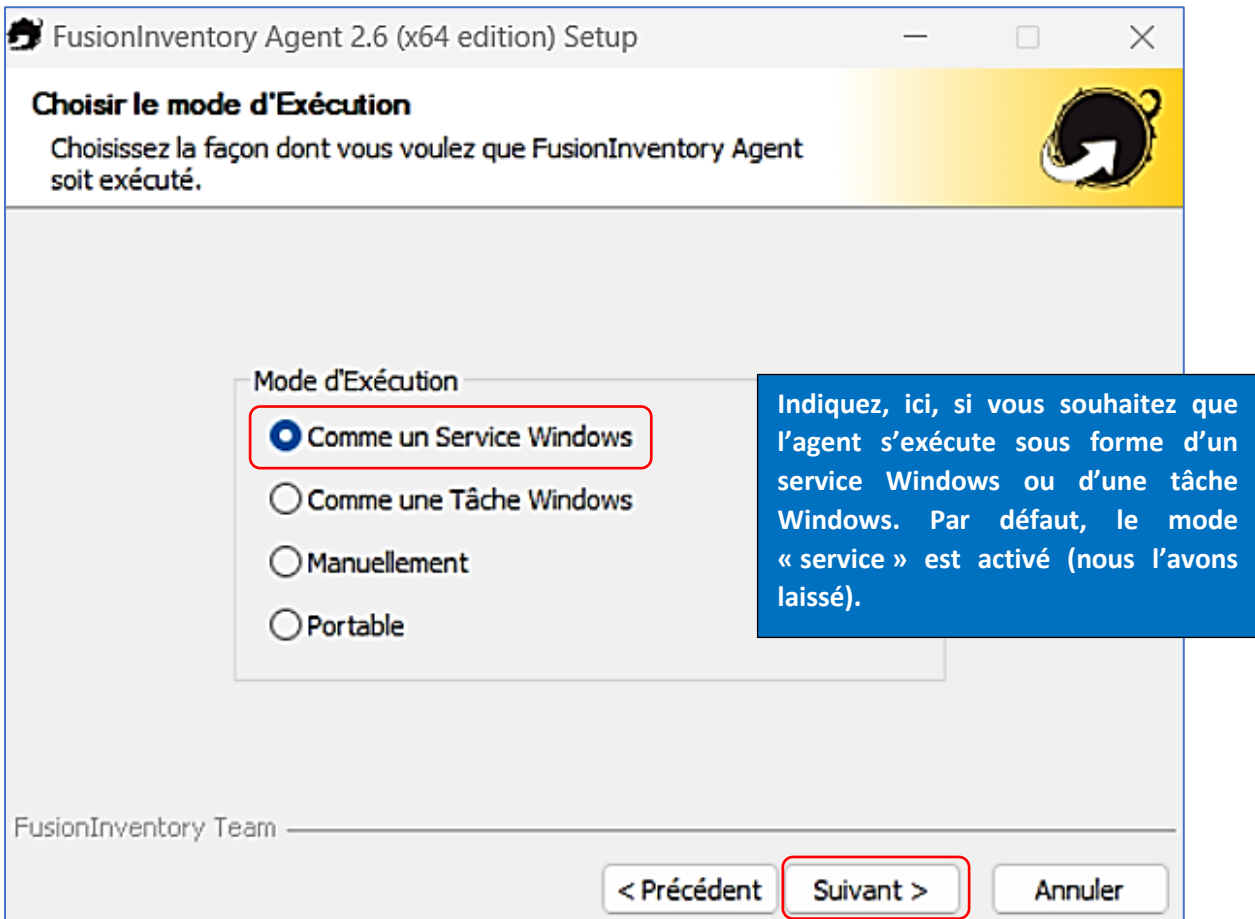 FusionInventory Agent 2.6 (x64 edition) Setup
Choisir le mode d'Exécution
Choisissez la façon dont vous voulez que FusionInventory Agent
soit exécuté.
Mode d'Exécution
Comme un Service Windows
Comme une Tâche Windows
Manuellement
Portable
Indiquez, ici, si vous souhaitez que
l’agent s’exécute sous forme d’un
service Windows ou d’une tâche
Windows. Par défaut, le mode
« service » est activé (nous l’avons
laissé).
FusionInventory Team
< Précédent
Suivant >
Annuler